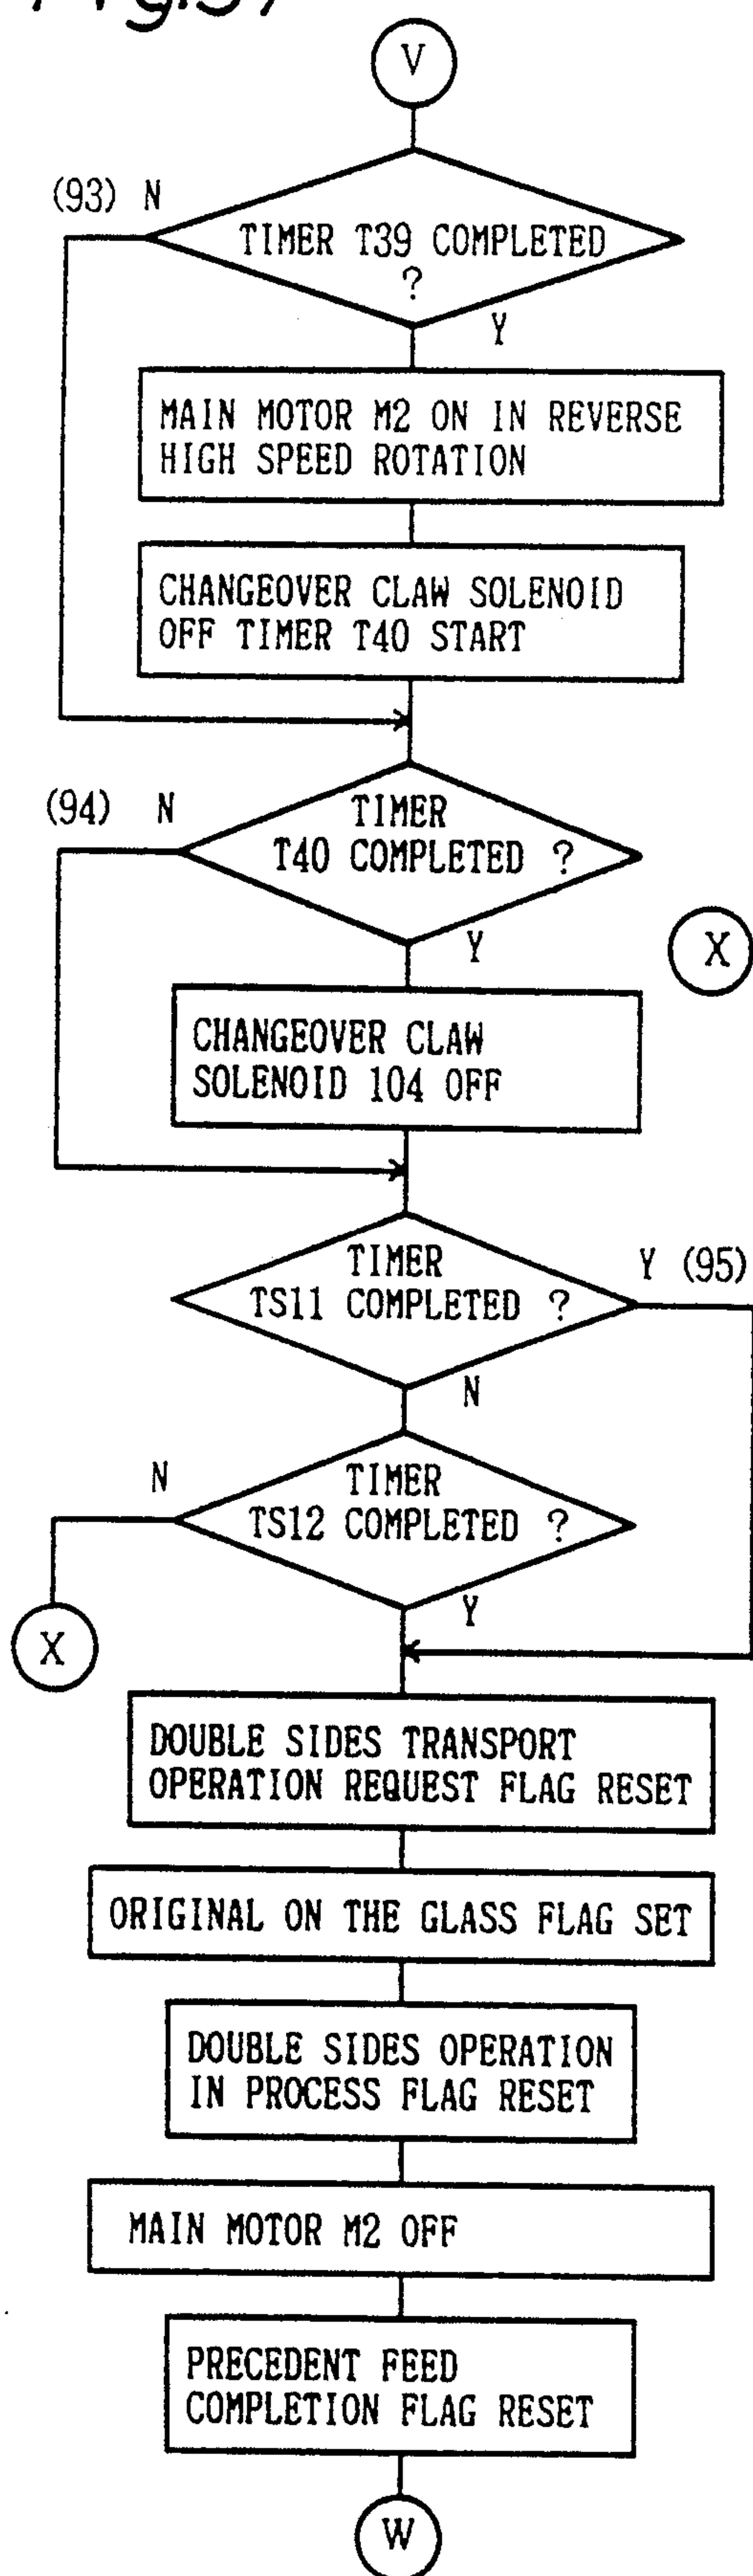 V
(93) N
TIMER T39 COMPLETED
?
Y
MAIN MOTOR M2 ON IN REVERSE
HIGH SPEED ROTATION
CHANGEOVER CLAW SOLENOID
OFF TIMER T40 START
(94) N
TIMER
T40 COMPLETED ?
Y
X
CHANGEOVER CLAW
SOLENOID 104 OFF
TIMER
Y (95)
TS11 COMPLETED ?
N
N
TIMER
TS12 COMPLETED ?
Y
X
DOUBLE SIDES TRANSPORT
OPERATION REQUEST FLAG RESET
ORIGINAL ON THE GLASS FLAG SET
DOUBLE SIDES OPERATION
IN PROCESS FLAG RESET
MAIN MOTOR M2 OFF
PRECEDENT FEED
COMPLETION FLAG RESET
W